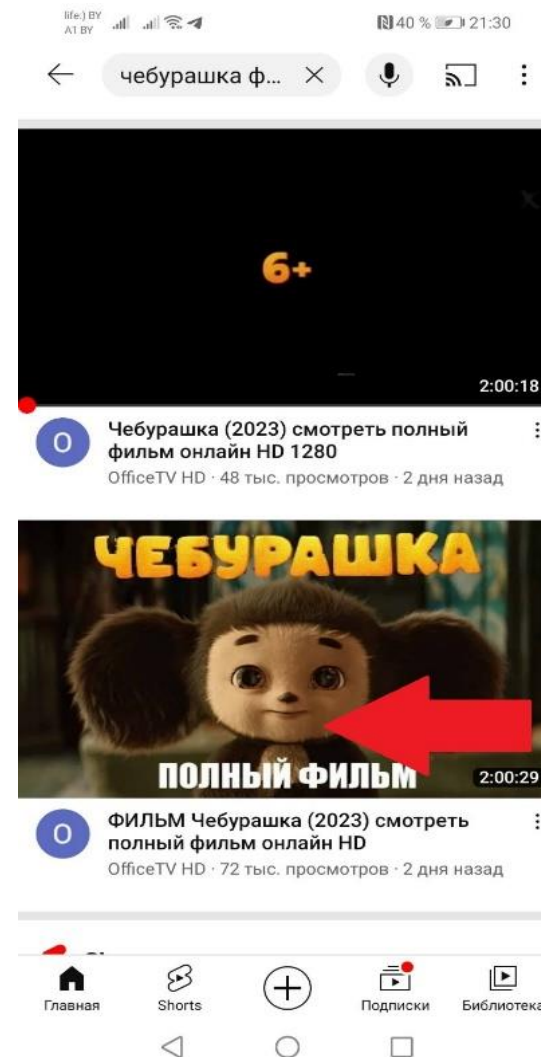 life:) BY
A1 BY
40 % 21:30
чебурашка ф...
6+
2:00:18
О
Чебурашка (2023) смотреть полный
фильм онлайн HD 1280
OfficeTV HD · 48 тыс. просмотров · 2 дня назад
ЧЕБУРАШКА
ПОЛНЫЙ ФИЛЬМ
2:00:29
О
ФИЛЬМ Чебурашка (2023) смотреть
полный фильм онлайн HD
OfficeTV HD · 72 тыс. просмотров · 2 дня назад
Главная
Shorts
Подписки
Библиотека